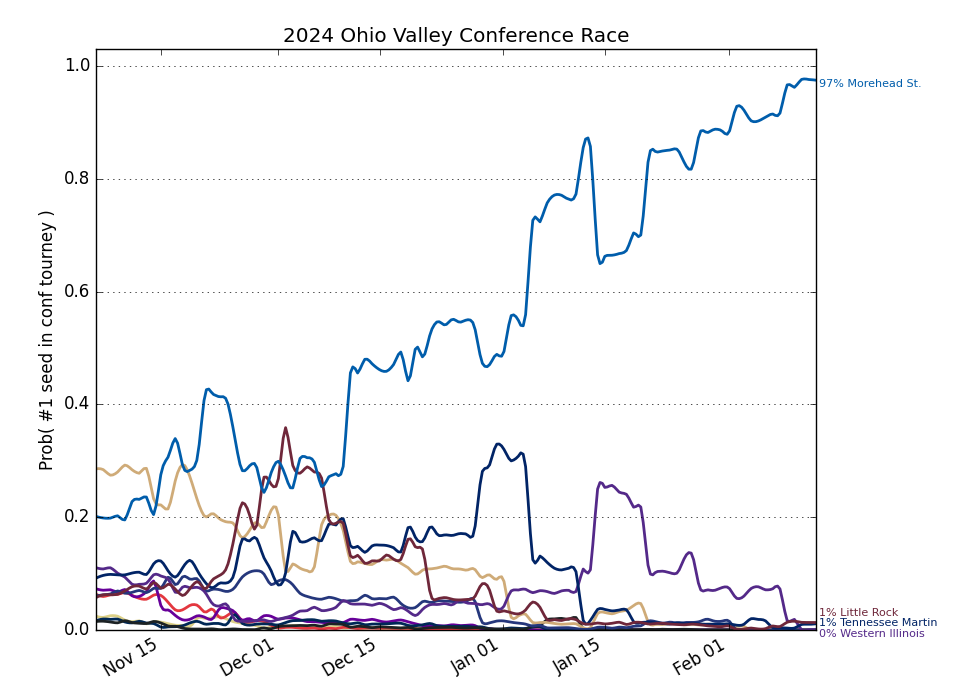 2024 Ohio Valley Conference Race
Prob( #1 seed in conf tourney )
1.0
0.8
0.6
0.4
0.2
0.0
97% Morehead St.
1% Little Rock
1% Tennessee Martin
0% Western Illinois
Nov 15
Dec 01
Dec 15
Jan 01
Jan 15
Feb 01